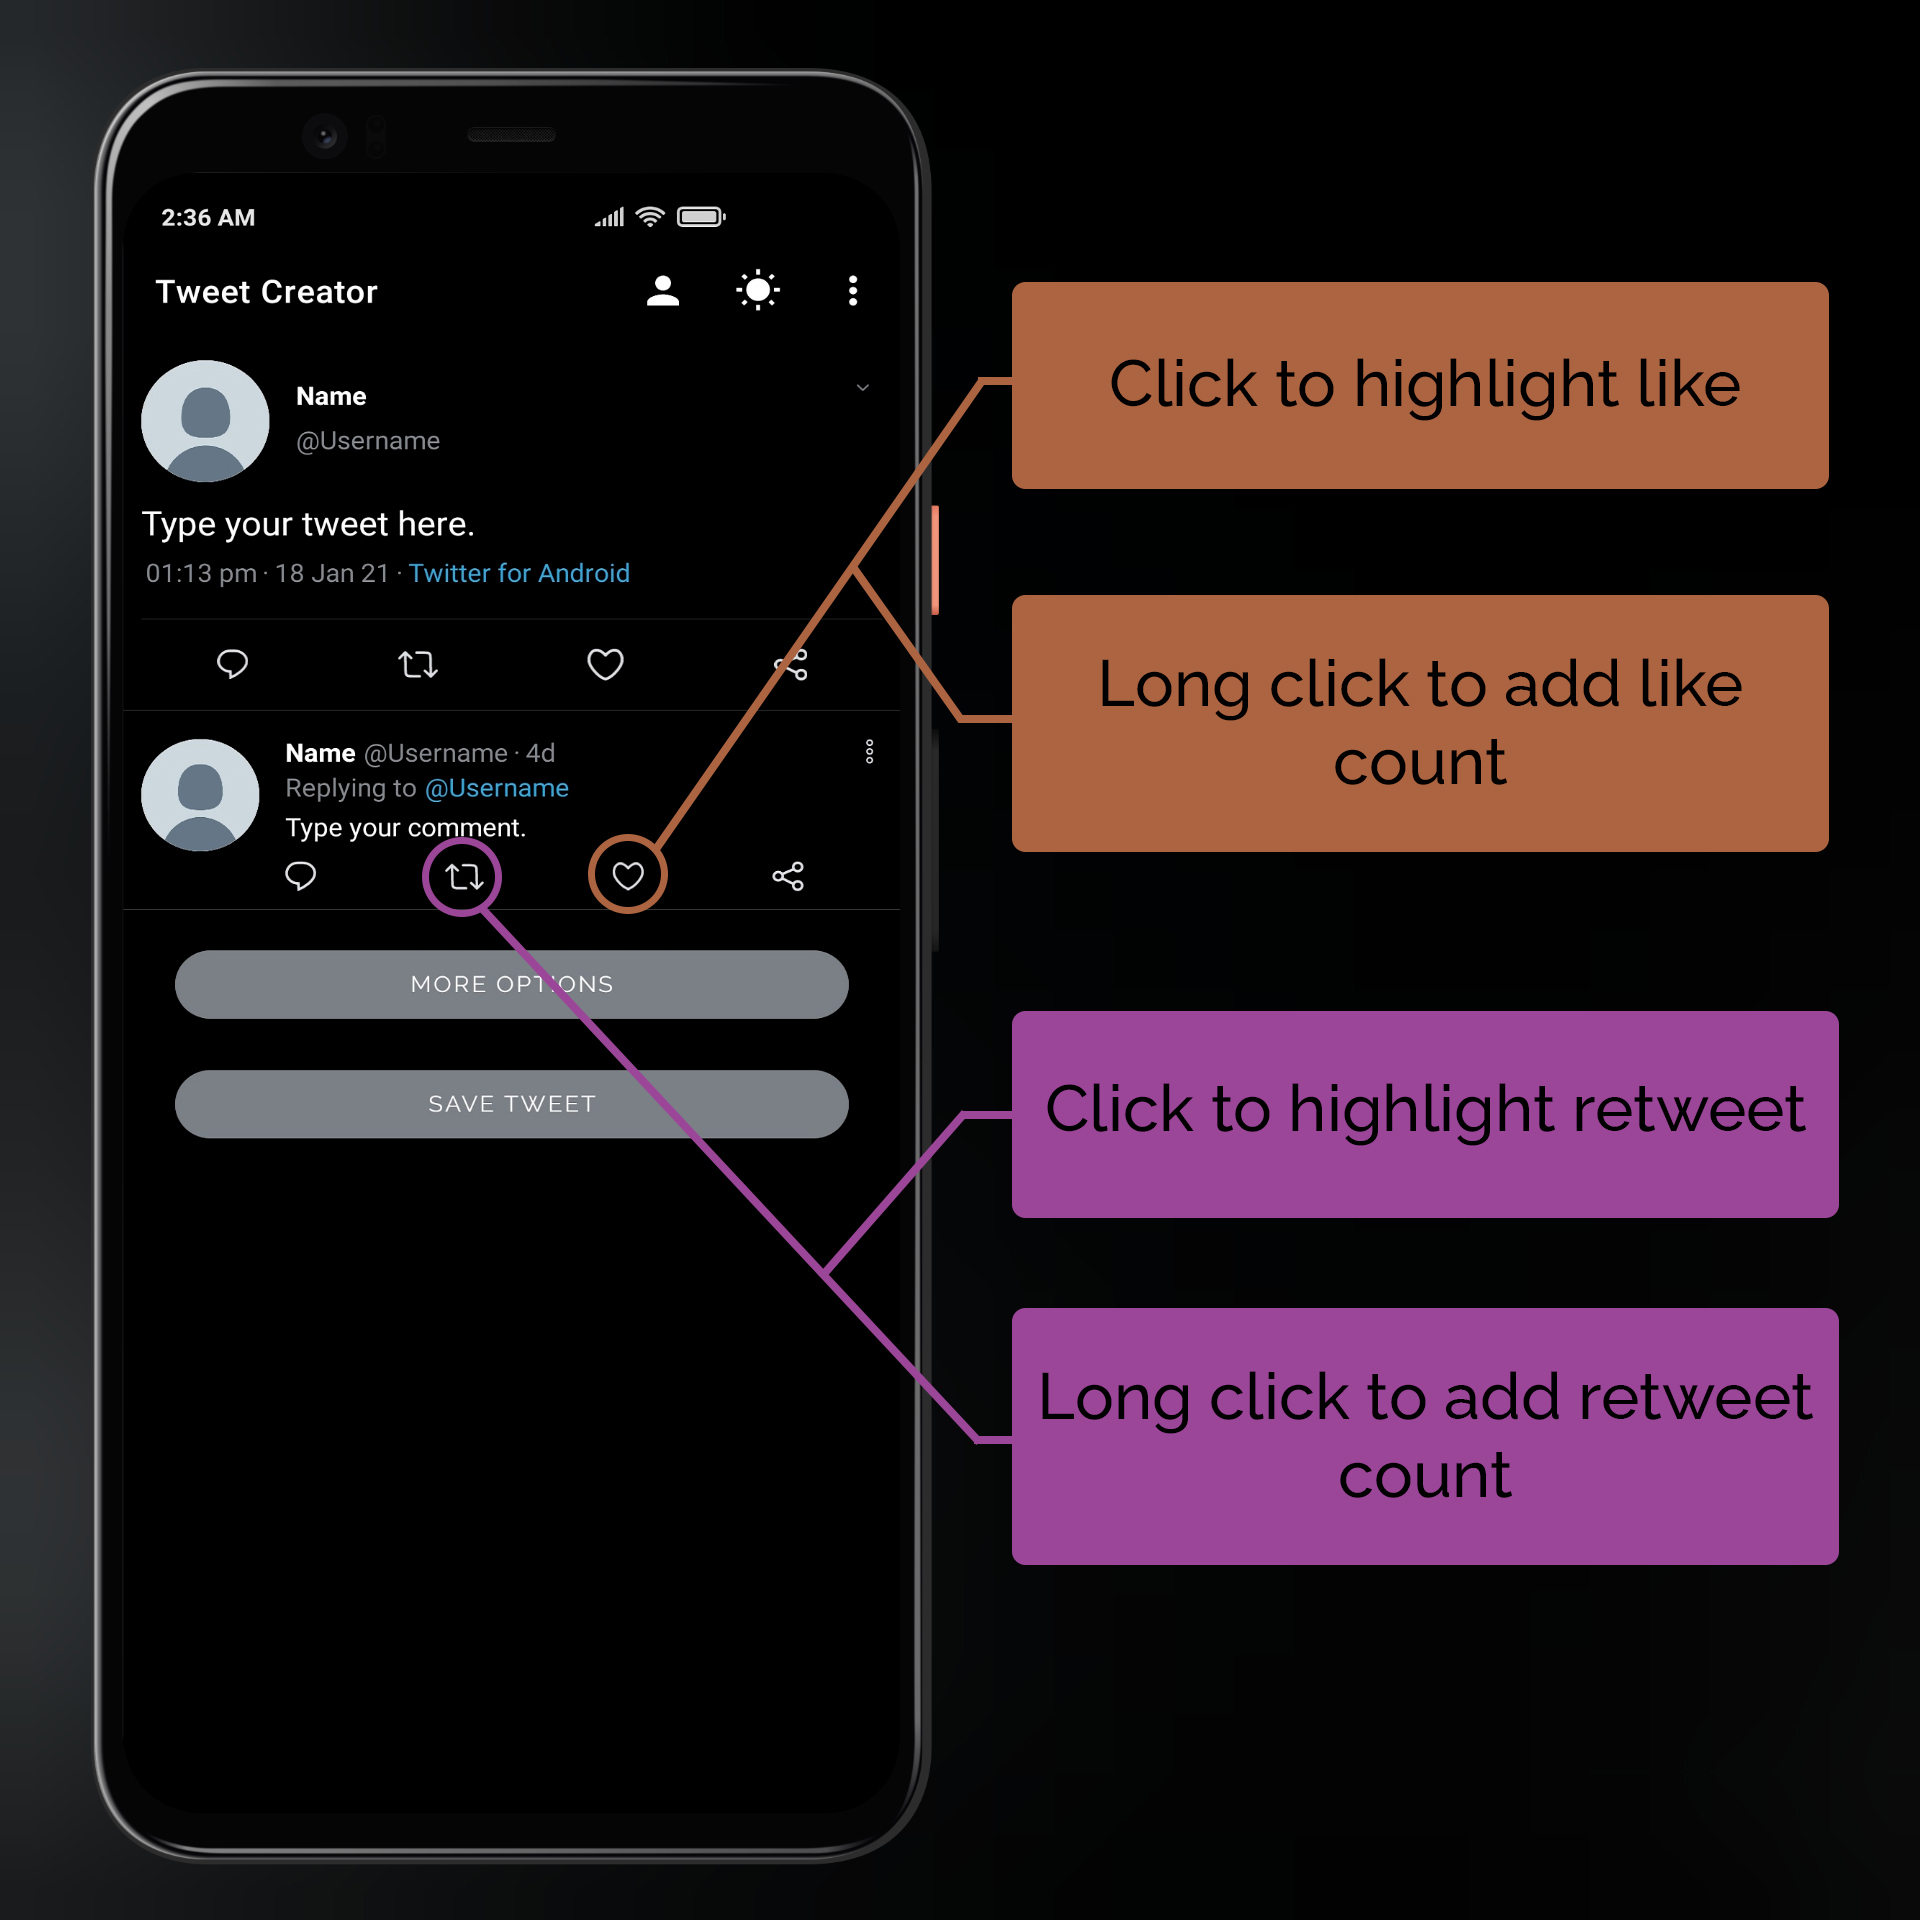 2:36 AM
Tweet Creator
Name
@Username
Type your tweet here.
01:13 pm · 18 Jan 21 · Twitter for Android
Name @Username · 4d
Replying to @Username
Type your comment.
MORE OPTIONS
SAVE TWEET
Click to highlight like
Long click to add like
count
Click to highlight retweet
Long click to add retweet
count